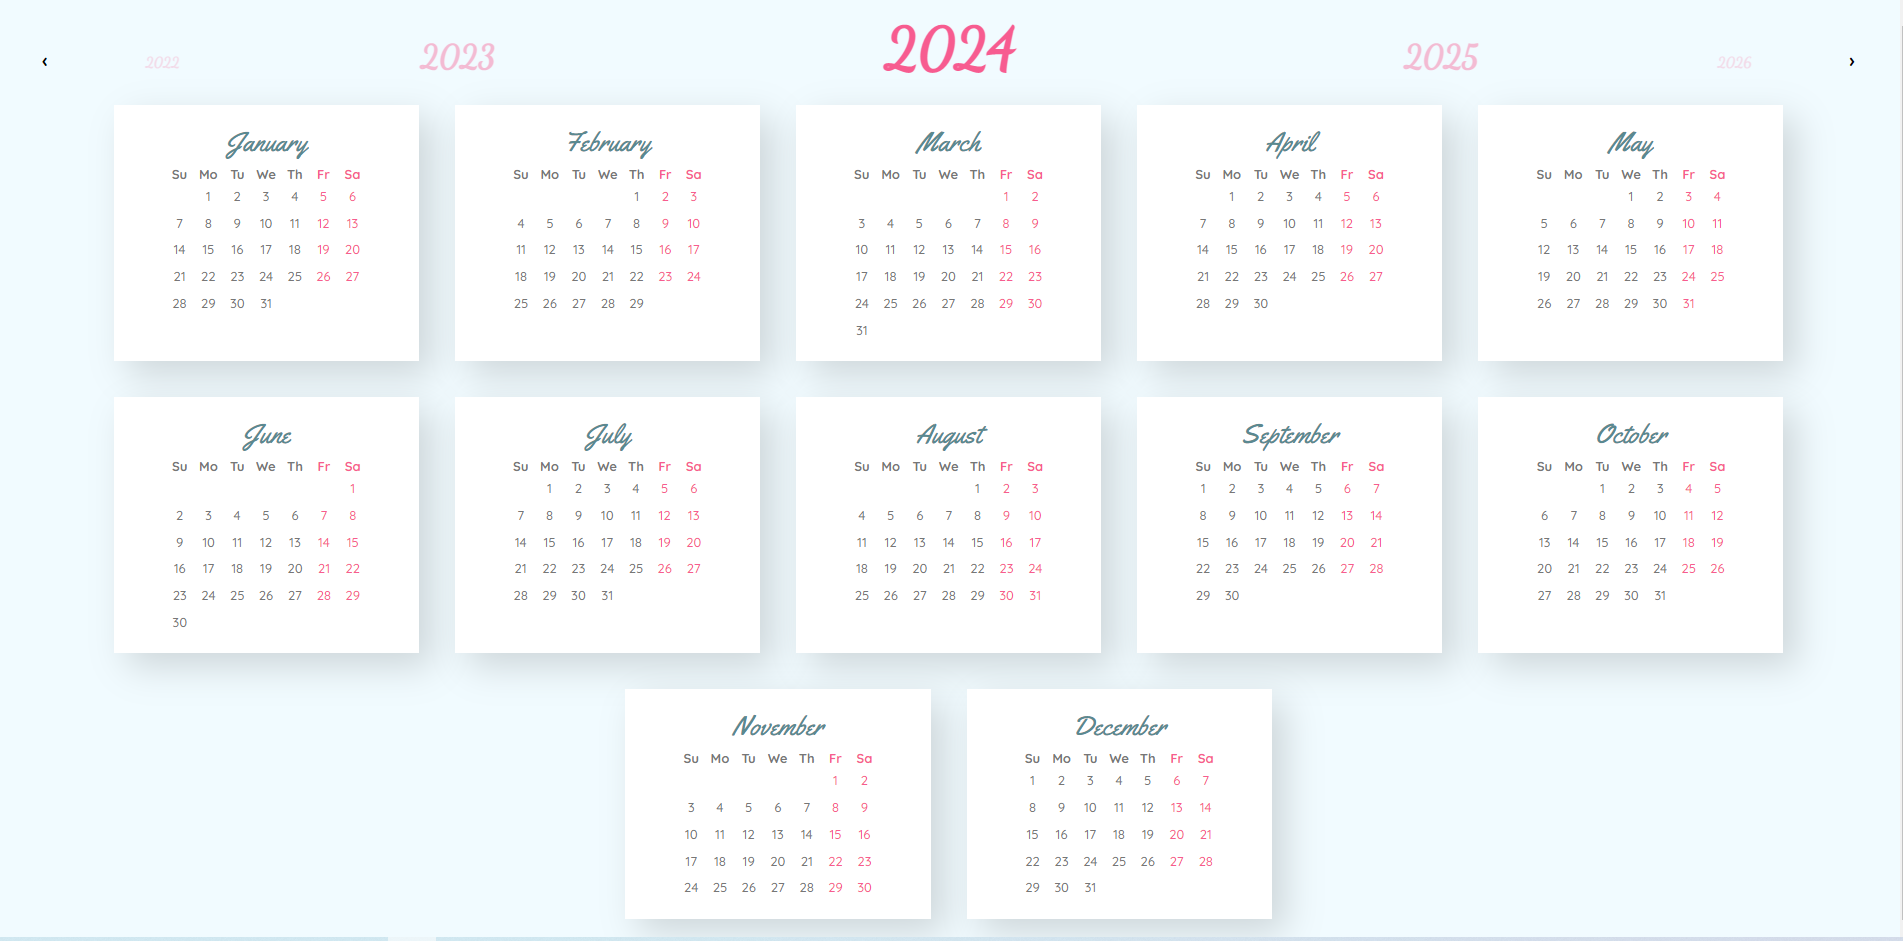 ‹ 2022 2023 2024 2025 2026 ›
January
Su Mo Tu We Th Fr Sa
1 2 3 4 5 6
7 8 9 10 11 12 13
14 15 16 17 18 19 20
21 22 23 24 25 26 27
28 29 30 31
February
Su Mo Tu We Th Fr Sa
1 2 3
4 5 6 7 8 9 10
11 12 13 14 15 16 17
18 19 20 21 22 23 24
25 26 27 28 29
March
Su Mo Tu We Th Fr Sa
1 2
3 4 5 6 7 8 9
10 11 12 13 14 15 16
17 18 19 20 21 22 23
24 25 26 27 28 29 30
31
April
Su Mo Tu We Th Fr Sa
1 2 3 4 5 6
7 8 9 10 11 12 13
14 15 16 17 18 19 20
21 22 23 24 25 26 27
28 29 30
May
Su Mo Tu We Th Fr Sa
1 2 3 4
5 6 7 8 9 10 11
12 13 14 15 16 17 18
19 20 21 22 23 24 25
26 27 28 29 30 31
June
Su Mo Tu We Th Fr Sa
1
2 3 4 5 6 7 8
9 10 11 12 13 14 15
16 17 18 19 20 21 22
23 24 25 26 27 28 29
30
July
Su Mo Tu We Th Fr Sa
1 2 3 4 5 6
7 8 9 10 11 12 13
14 15 16 17 18 19 20
21 22 23 24 25 26 27
28 29 30 31
August
Su Mo Tu We Th Fr Sa
1 2 3
4 5 6 7 8 9 10
11 12 13 14 15 16 17
18 19 20 21 22 23 24
25 26 27 28 29 30 31
September
Su Mo Tu We Th Fr Sa
1 2 3 4 5 6 7
8 9 10 11 12 13 14
15 16 17 18 19 20 21
22 23 24 25 26 27 28
29 30
October
Su Mo Tu We Th Fr Sa
1 2 3 4 5
6 7 8 9 10 11 12
13 14 15 16 17 18 19
20 21 22 23 24 25 26
27 28 29 30 31
November
Su Mo Tu We Th Fr Sa
1 2
3 4 5 6 7 8 9
10 11 12 13 14 15 16
17 18 19 20 21 22 23
24 25 26 27 28 29 30
December
Su Mo Tu We Th Fr Sa
1 2 3 4 5 6 7
8 9 10 11 12 13 14
15 16 17 18 19 20 21
22 23 24 25 26 27 28
29 30 31